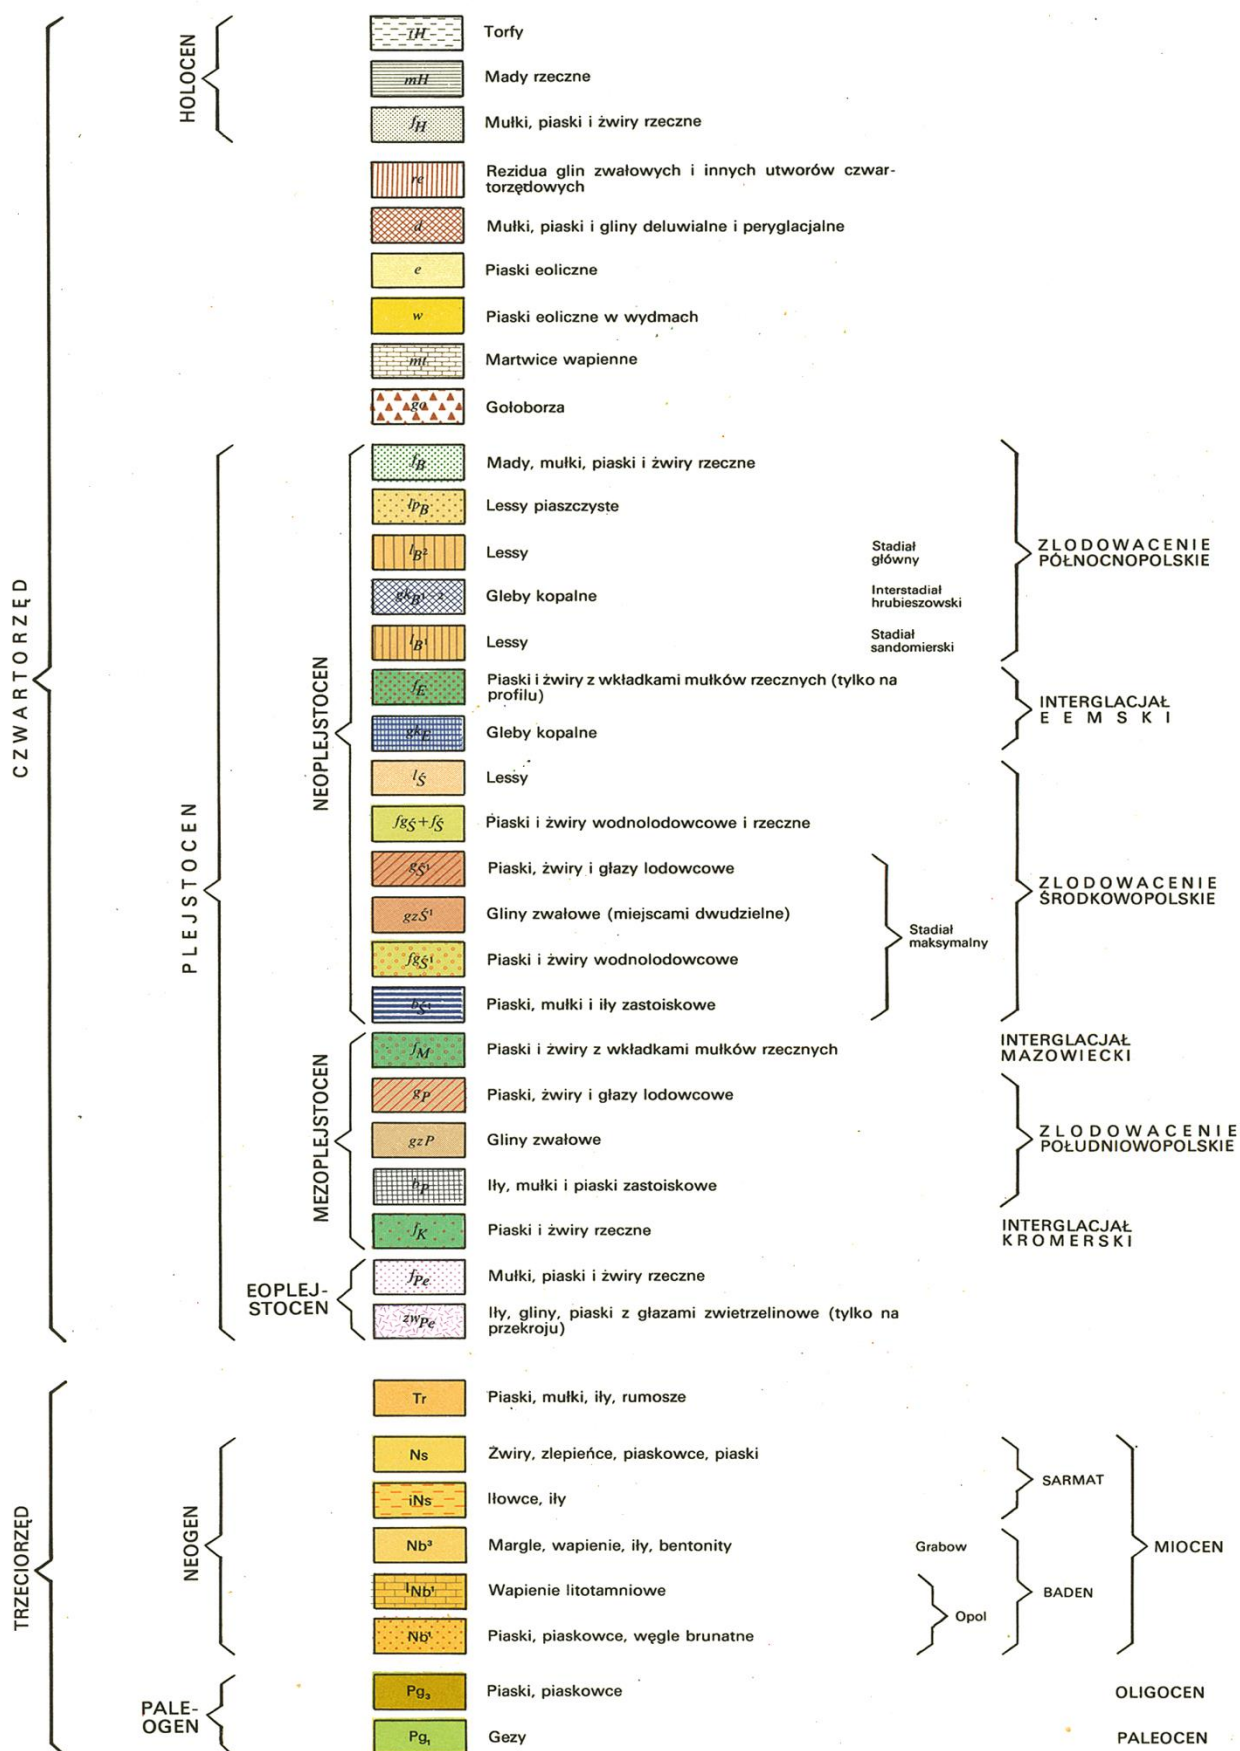 CZWARTORZĘD
HOLOCEN
tH Torfy
mH Mady rzeczne
fH Mułki, piaski i żwiry rzeczne
re Rezidua glin zwałowych i innych utworów czwar-
torzędowych
d Mułki, piaski i gliny deluwialne i peryglacjalne
e Piaski eoliczne
w Piaski eoliczne w wydmach
mt Martwice wapienne
go Gołoborza
PLEJSTOCEN
NEOPLEJSTOCEN
fB Mady, mułki, piaski i żwiry rzeczne
lpB Lessy piaszczyste
lB² Lessy
Stadiał
główny
gkB¹⁻² Gleby kopalne
Interstadiał
hrubieszowski
lB¹ Lessy
Stadiał
sandomierski
ZLODOWACENIE
PÓŁNOCNOPOLSKIE
fE Piaski i żwiry z wkładkami mułków rzecznych (tylko na
profilu)
gkE Gleby kopalne
INTERGLACJAŁ
EEMSKI
lŚ Lessy
fgŚ+fŚ Piaski i żwiry wodnolodowcowe i rzeczne
gŚ¹ Piaski, żwiry i głazy lodowcowe
gzŚ¹ Gliny zwałowe (miejscami dwudzielne)
fgŚ¹ Piaski i żwiry wodnolodowcowe
bŚ¹ Piaski, mułki i iły zastoiskowe
Stadiał
maksymalny
ZLODOWACENIE
ŚRODKOWOPOLSKIE
MEZOPLEJSTOCEN
fM Piaski i żwiry z wkładkami mułków rzecznych
INTERGLACJAŁ
MAZOWIECKI
gP Piaski, żwiry i głazy lodowcowe
gzP Gliny zwałowe
bP Iły, mułki i piaski zastoiskowe
ZLODOWACENIE
POŁUDNIOWOPOLSKIE
fK Piaski i żwiry rzeczne
INTERGLACJAŁ
KROMERSKI
EOPLEJ-
STOCEN
fPe Mułki, piaski i żwiry rzeczne
zwPe Iły, gliny, piaski z głazami zwietrzelinowe (tylko na
przekroju)
TRZECIORZĘD
Tr Piaski, mułki, iły, rumosze
NEOGEN
Ns Żwiry, zlepieńce, piaskowce, piaski
iNs Iłowce, iły
SARMAT
Nb³ Margle, wapienie, iły, bentonity
Grabow
lNb¹ Wapienie litotamniowe
Nb¹ Piaski, piaskowce, węgle brunatne
Opol
BADEN
MIOCEN
PALE-
OGEN
Pg₃ Piaski, piaskowce
OLIGOCEN
Pg₁ Gezy
PALEOCEN